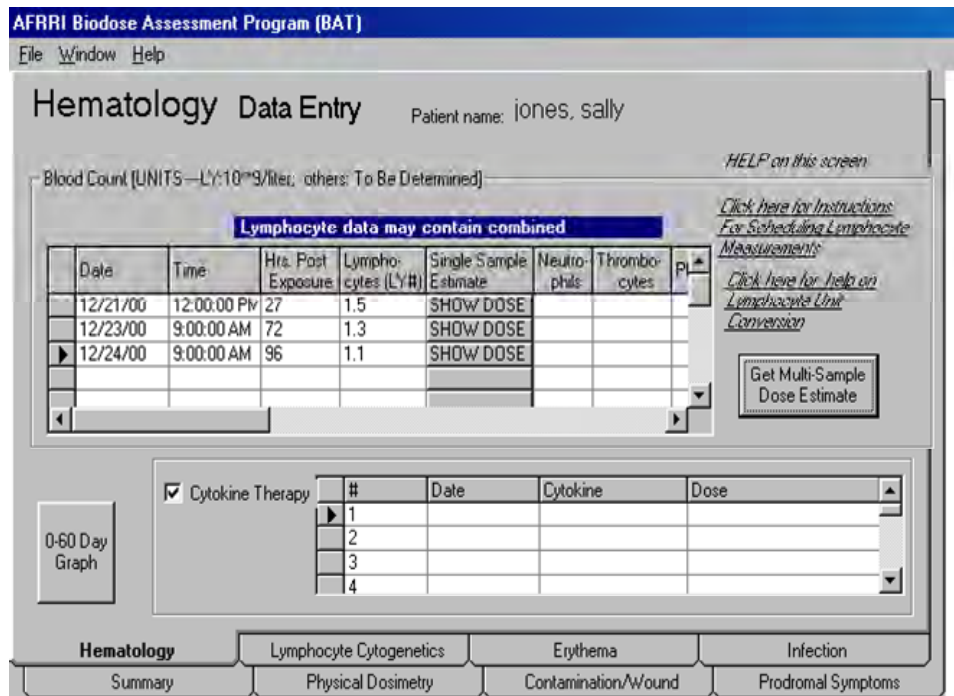 AFRRI Biodose Assessment Program (BAT)
File Window Help
Hematology Data Entry Patient name: jones, sally
HELP on this screen
Blood Count [UNITS---LY:10^9/liter, others: To Be Determined]
Click here for Instructions
For Scheduling Lymphocyte
Measurements
Click here for help on
Lymphocyte Unit
Conversion
Lymphocyte data may contain combined
Date Time Hrs. Post Exposure Lympho- cytes (LY#) Single Sample Estimate Neutro- phils Thrombo- cytes
12/21/00 12:00:00 PM 27 1.5 SHOW DOSE
12/23/00 9:00:00 AM 72 1.3 SHOW DOSE
12/24/00 9:00:00 AM 96 1.1 SHOW DOSE
Get Multi-Sample
Dose Estimate
Cytokine Therapy
# Date Cytokine Dose
1
2
3
4
0-60 Day
Graph
Hematology Lymphocyte Cytogenetics Erythema Infection
Summary Physical Dosimetry Contamination/Wound Prodromal Symptoms